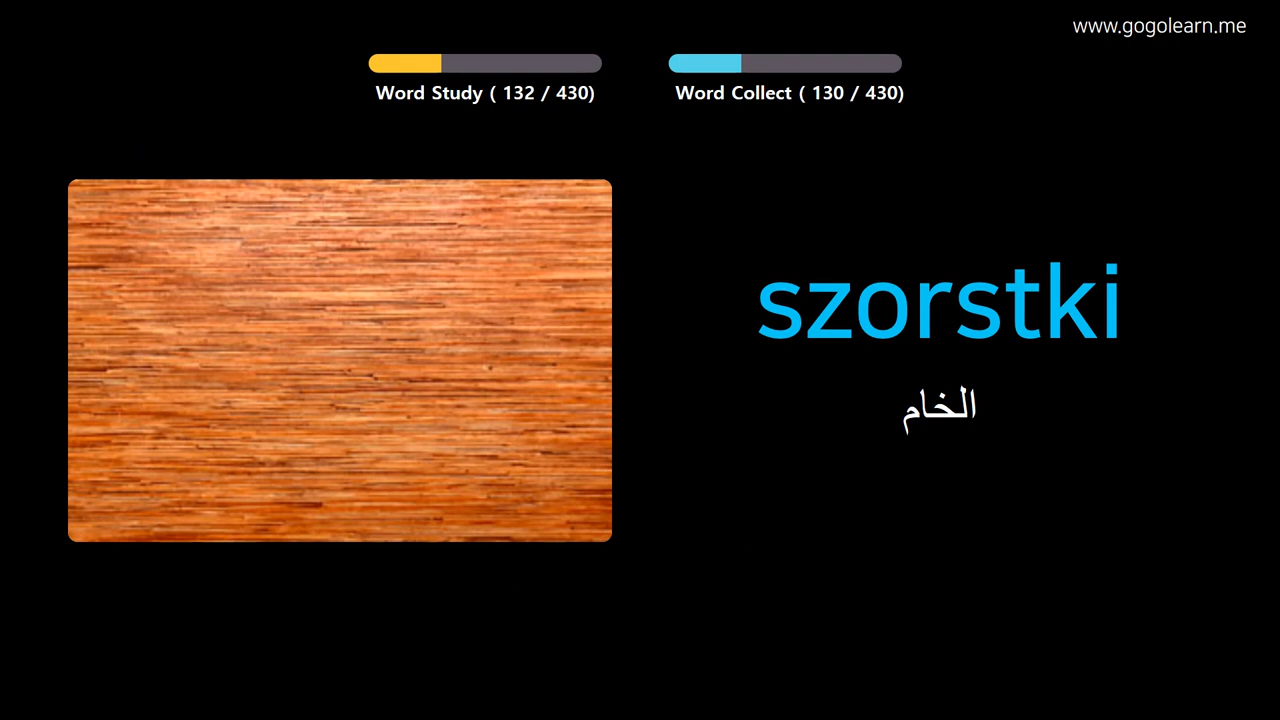 www.gogolearn.me
Word Study ( 132 / 430)
Word Collect ( 130 / 430)
szorstki
الخام